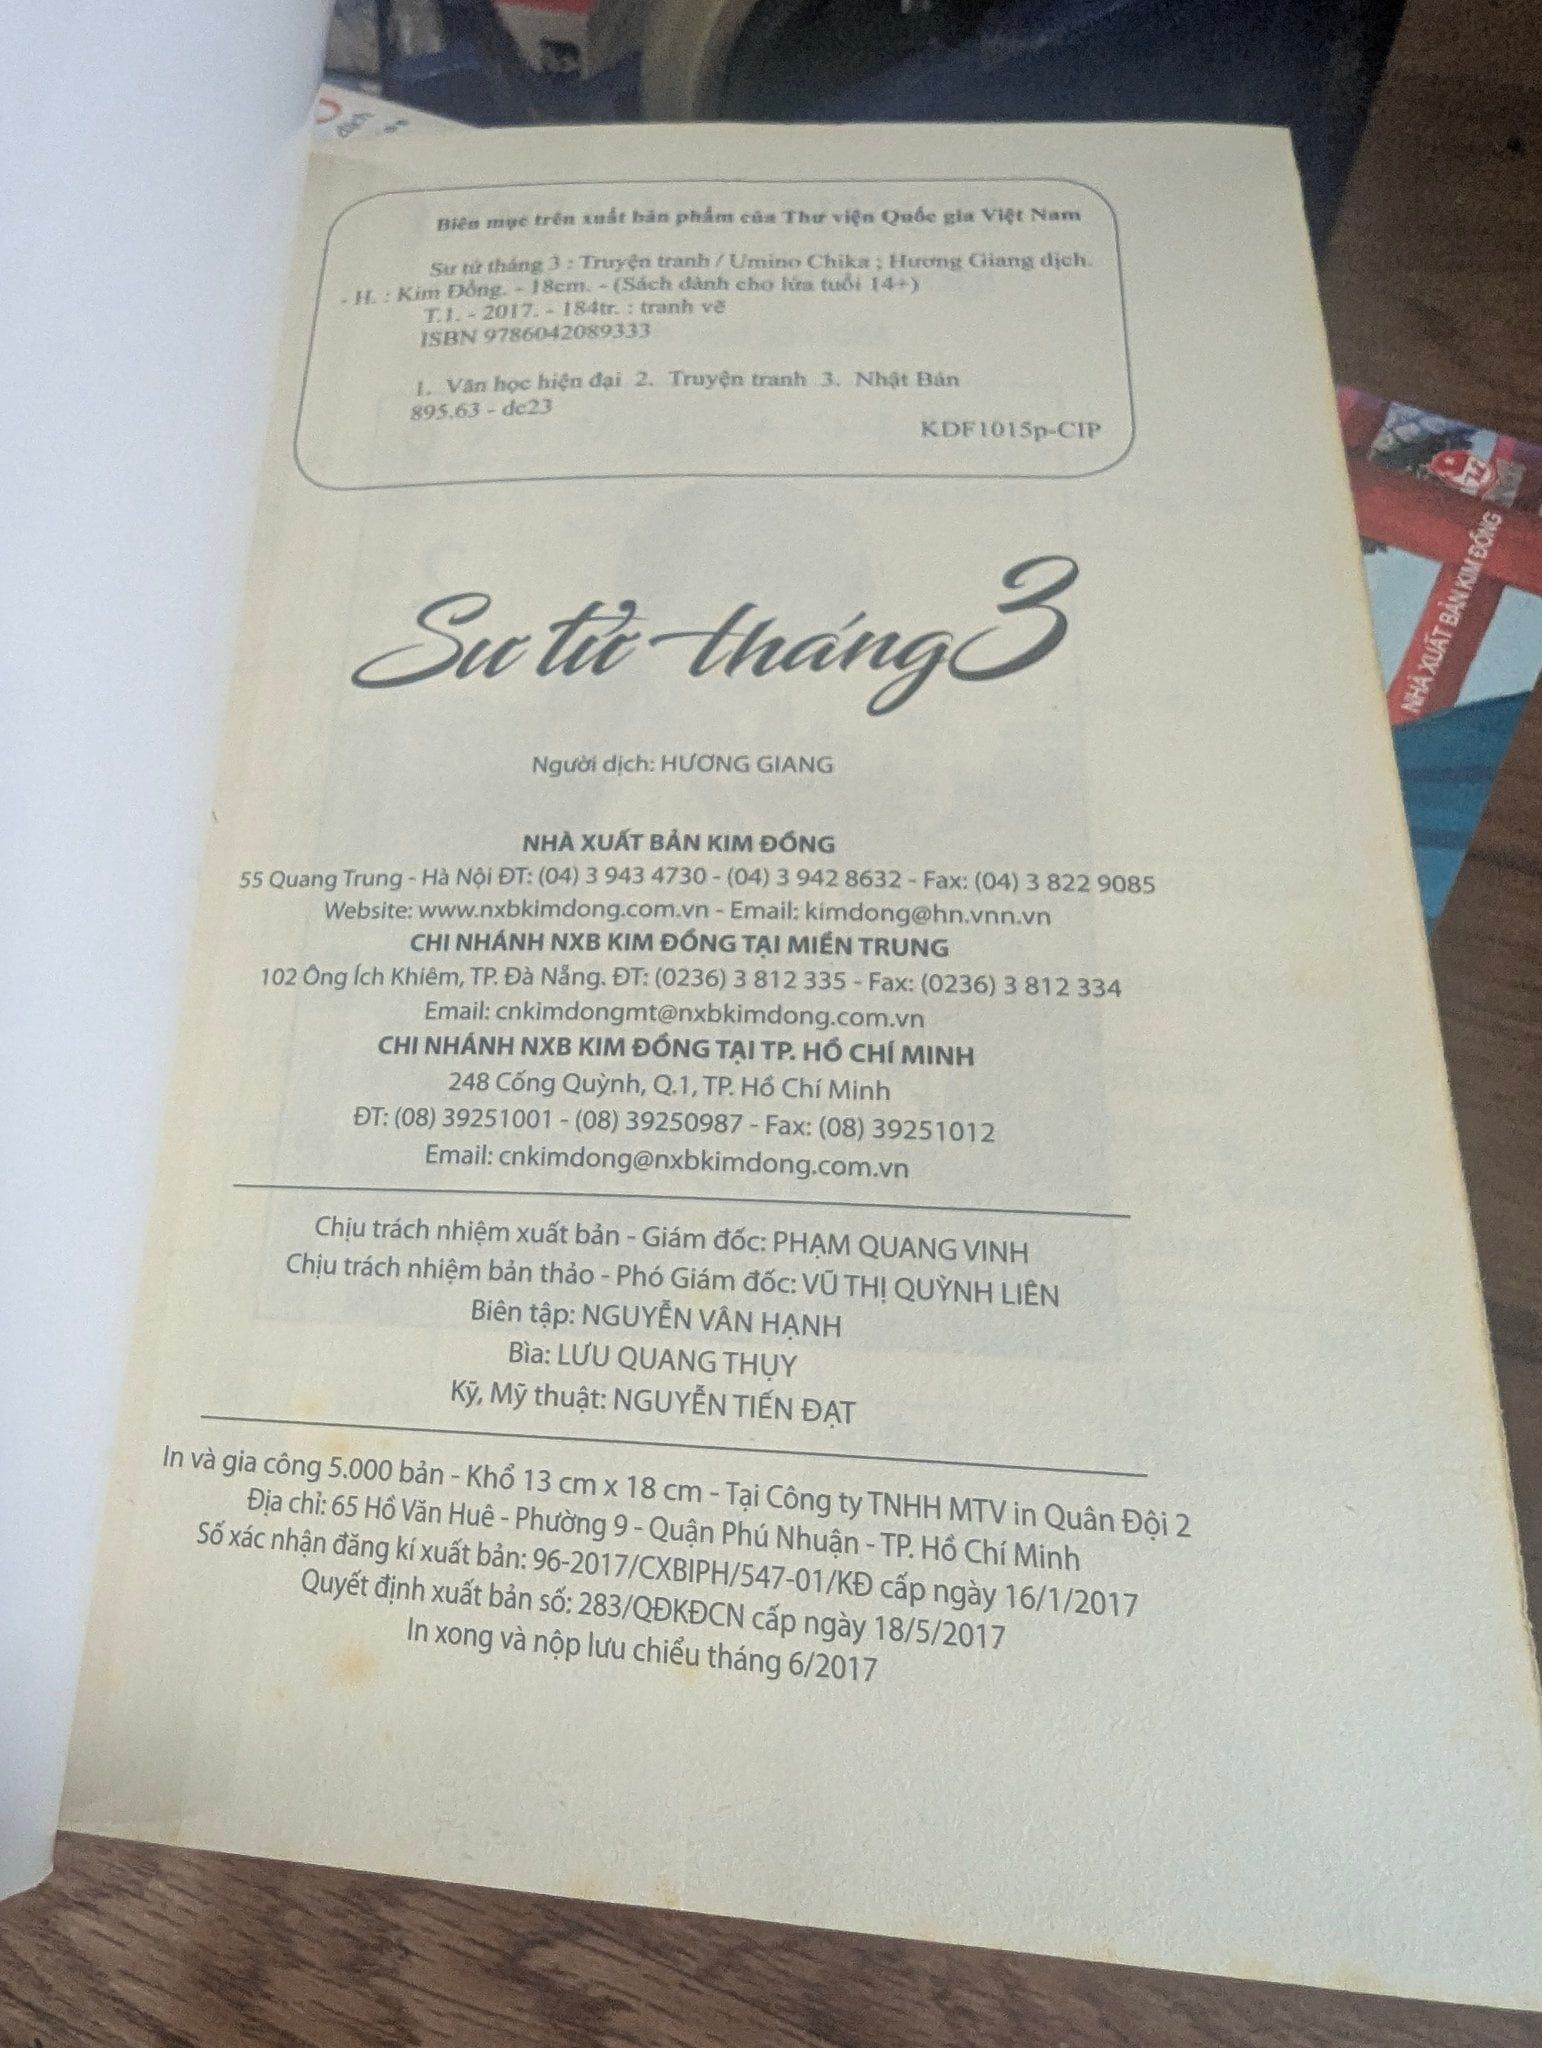 Biên mục trên xuất bản phẩm của Thư viện Quốc gia Việt Nam
Sư tử tháng 3 : Truyện tranh / Umino Chika ; Hương Giang dịch.
- H. : Kim Đồng. - 18cm. - (Sách dành cho lứa tuổi 14+)
T.1. - 2017. - 184tr. : tranh vẽ
ISBN 9786042089333
1. Văn học hiện đại 2. Truyện tranh 3. Nhật Bản
895.63 - dc23
KDF1015p-CIP
Sư tử tháng 3
Người dịch: HƯƠNG GIANG
NHÀ XUẤT BẢN KIM ĐỒNG
55 Quang Trung - Hà Nội ĐT: (04) 3 943 4730 - (04) 3 942 8632 - Fax: (04) 3 822 9085
Website: www.nxbkimdong.com.vn - Email: kimdong@hn.vnn.vn
CHI NHÁNH NXB KIM ĐỒNG TẠI MIỀN TRUNG
102 Ông Ích Khiêm, TP. Đà Nẵng. ĐT: (0236) 3 812 335 - Fax: (0236) 3 812 334
Email: cnkimdongmt@nxbkimdong.com.vn
CHI NHÁNH NXB KIM ĐỒNG TẠI TP. HỒ CHÍ MINH
248 Cống Quỳnh, Q.1, TP. Hồ Chí Minh
ĐT: (08) 39251001 - (08) 39250987 - Fax: (08) 39251012
Email: cnkimdong@nxbkimdong.com.vn
Chịu trách nhiệm xuất bản - Giám đốc: PHẠM QUANG VINH
Chịu trách nhiệm bản thảo - Phó Giám đốc: VŨ THỊ QUỲNH LIÊN
Biên tập: NGUYỄN VÂN HẠNH
Bìa: LƯU QUANG THỤY
Kỹ, Mỹ thuật: NGUYỄN TIẾN ĐẠT
In và gia công 5.000 bản - Khổ 13 cm x 18 cm - Tại Công ty TNHH MTV in Quân Đội 2
Địa chỉ: 65 Hồ Văn Huê - Phường 9 - Quận Phú Nhuận - TP. Hồ Chí Minh
Số xác nhận đăng kí xuất bản: 96-2017/CXBIPH/547-01/KĐ cấp ngày 16/1/2017
Quyết định xuất bản số: 283/QĐKĐCN cấp ngày 18/5/2017
In xong và nộp lưu chiểu tháng 6/2017
NHÀ XUẤT BẢN KIM ĐỒNG
dịch